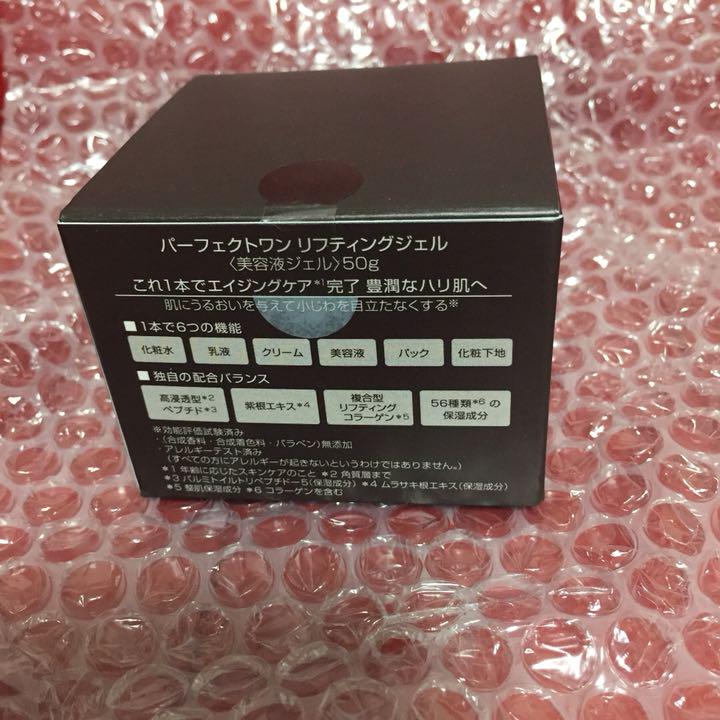 パーフェクトワン リフティングジェル
〈美容液ジェル〉50g
これ1本でエイジングケア*1完了 豊潤なハリ肌へ
肌にうるおいを与えて小じわを目立たなくする※
■1本で6つの機能
化粧水 乳液 クリーム 美容液 パック 化粧下地
■独自の配合バランス
高浸透型*2
ペプチド*3
紫根エキス*4
複合型
リフティング
コラーゲン*5
56種類*6の
保湿成分
※効能評価試験済み
・(合成香料・合成着色料・パラベン)無添加
・アレルギーテスト済み
(すべての方にアレルギーが起きないというわけではありません。)
*1 年齢に応じたスキンケアのこと *2 角質層まで
*3 パルミトイルトリペプチドー5(保湿成分) *4 ムラサキ根エキス(保湿成分)
*5 整肌保湿成分 *6 コラーゲンを含む